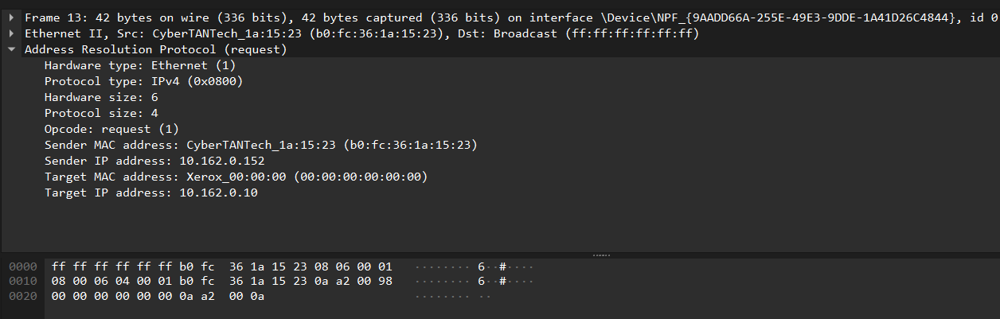 Frame 13: 42 bytes on wire (336 bits), 42 bytes captured (336 bits) on interface \Device\NPF_{9AADD66A-255E-49E3-9DDE-1A41D26C4844}, id 0
Ethernet II, Src: CyberTANTech_1a:15:23 (b0:fc:36:1a:15:23), Dst: Broadcast (ff:ff:ff:ff:ff:ff)
Address Resolution Protocol (request)
Hardware type: Ethernet (1)
Protocol type: IPv4 (0x0800)
Hardware size: 6
Protocol size: 4
Opcode: request (1)
Sender MAC address: CyberTANTech_1a:15:23 (b0:fc:36:1a:15:23)
Sender IP address: 10.162.0.152
Target MAC address: Xerox_00:00:00 (00:00:00:00:00:00)
Target IP address: 10.162.0.10
0000 ff ff ff ff ff ff b0 fc 36 1a 15 23 08 06 00 01 ········ 6··#····
0010 08 00 06 04 00 01 b0 fc 36 1a 15 23 0a a2 00 98 ········ 6··#····
0020 00 00 00 00 00 00 0a a2 00 0a ········ ··